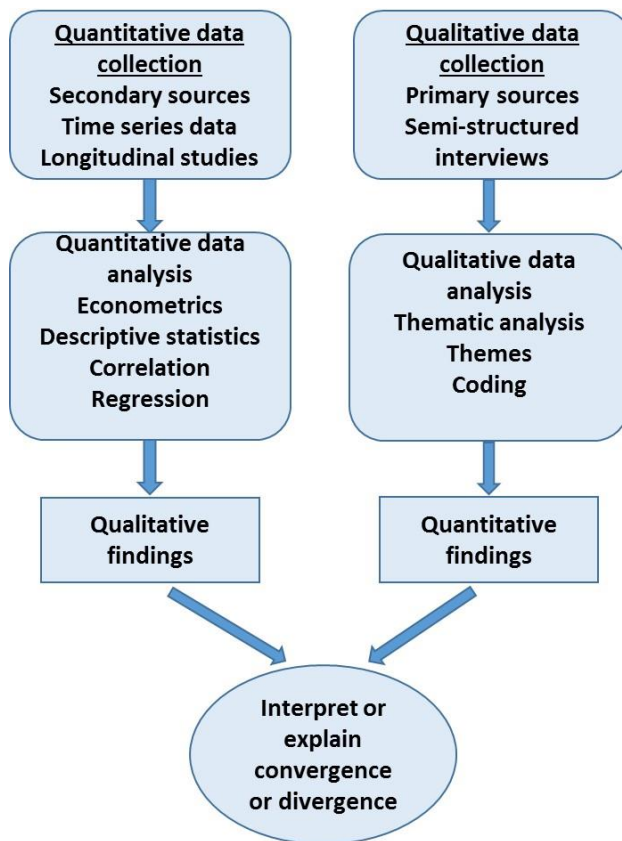 Quantitative data
collection
Secondary sources
Time series data
Longitudinal studies
Qualitative data
collection
Primary sources
Semi-structured
interviews
Quantitative data
analysis
Econometrics
Descriptive statistics
Correlation
Regression
Qualitative data
analysis
Thematic analysis
Themes
Coding
Qualitative
findings
Quantitative
findings
Interpret or
explain
convergence
or divergence